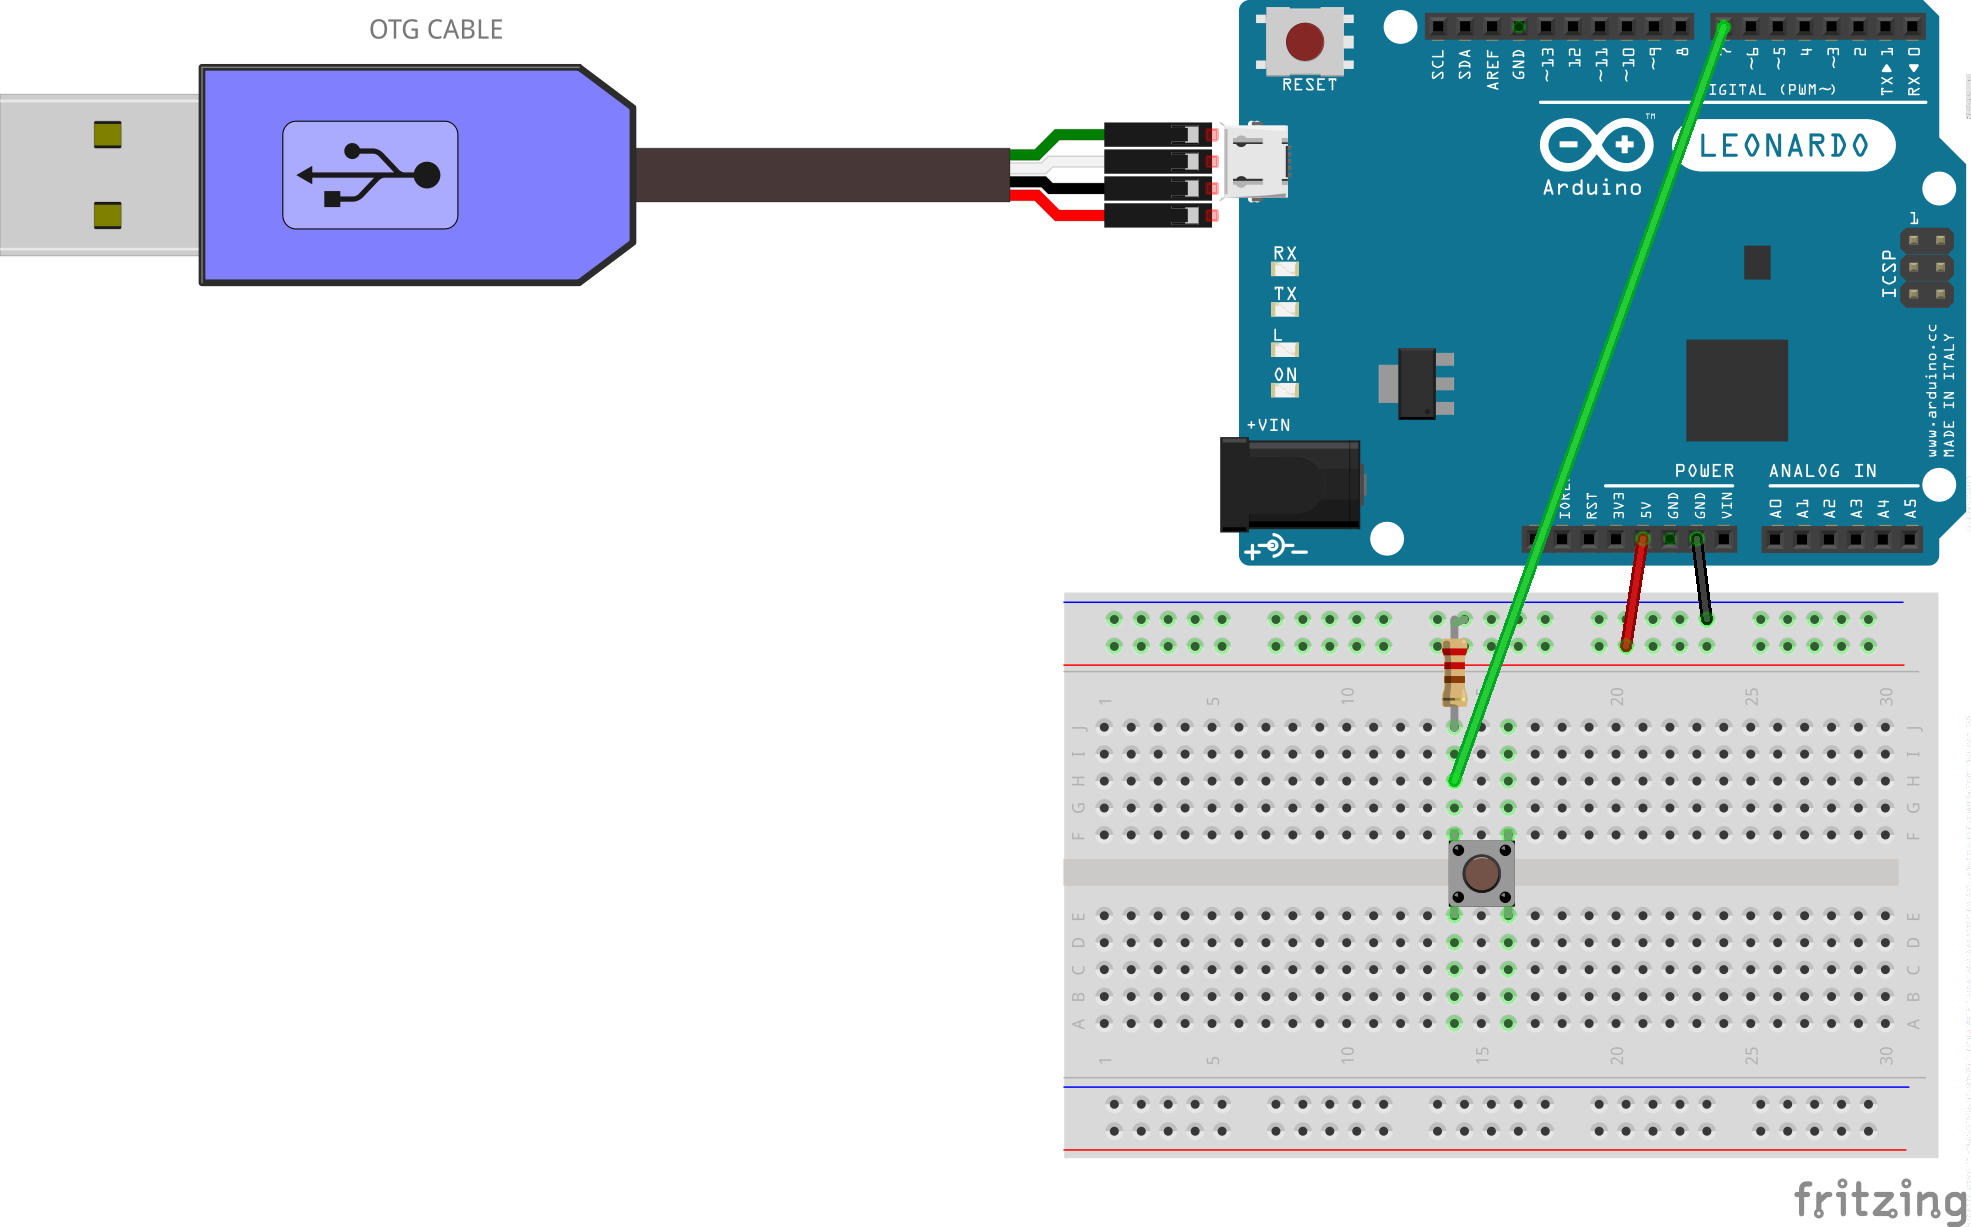 OTG CABLE
RESET
SCL
SDA
AREF
GND
~13
12
~11
~10
~9
8
7
~6
~5
4
~3
2
TX▶1
RX◀0
IGITAL (PWM~)
TM
LEONARDO
Arduino
1
ICSP
RX
TX
L
ON
+VIN
www.arduino.cc
MADE IN ITALY
POWER
ANALOG IN
RST
3V3
5V
GND
GND
VIN
A0
A1
A2
A3
A4
A5
+ -
1 5 10 20 25 30
J J
I I
H H
G G
F F
E E
D D
C C
B B
A A
1 5 10 15 20 25 30
fritzing